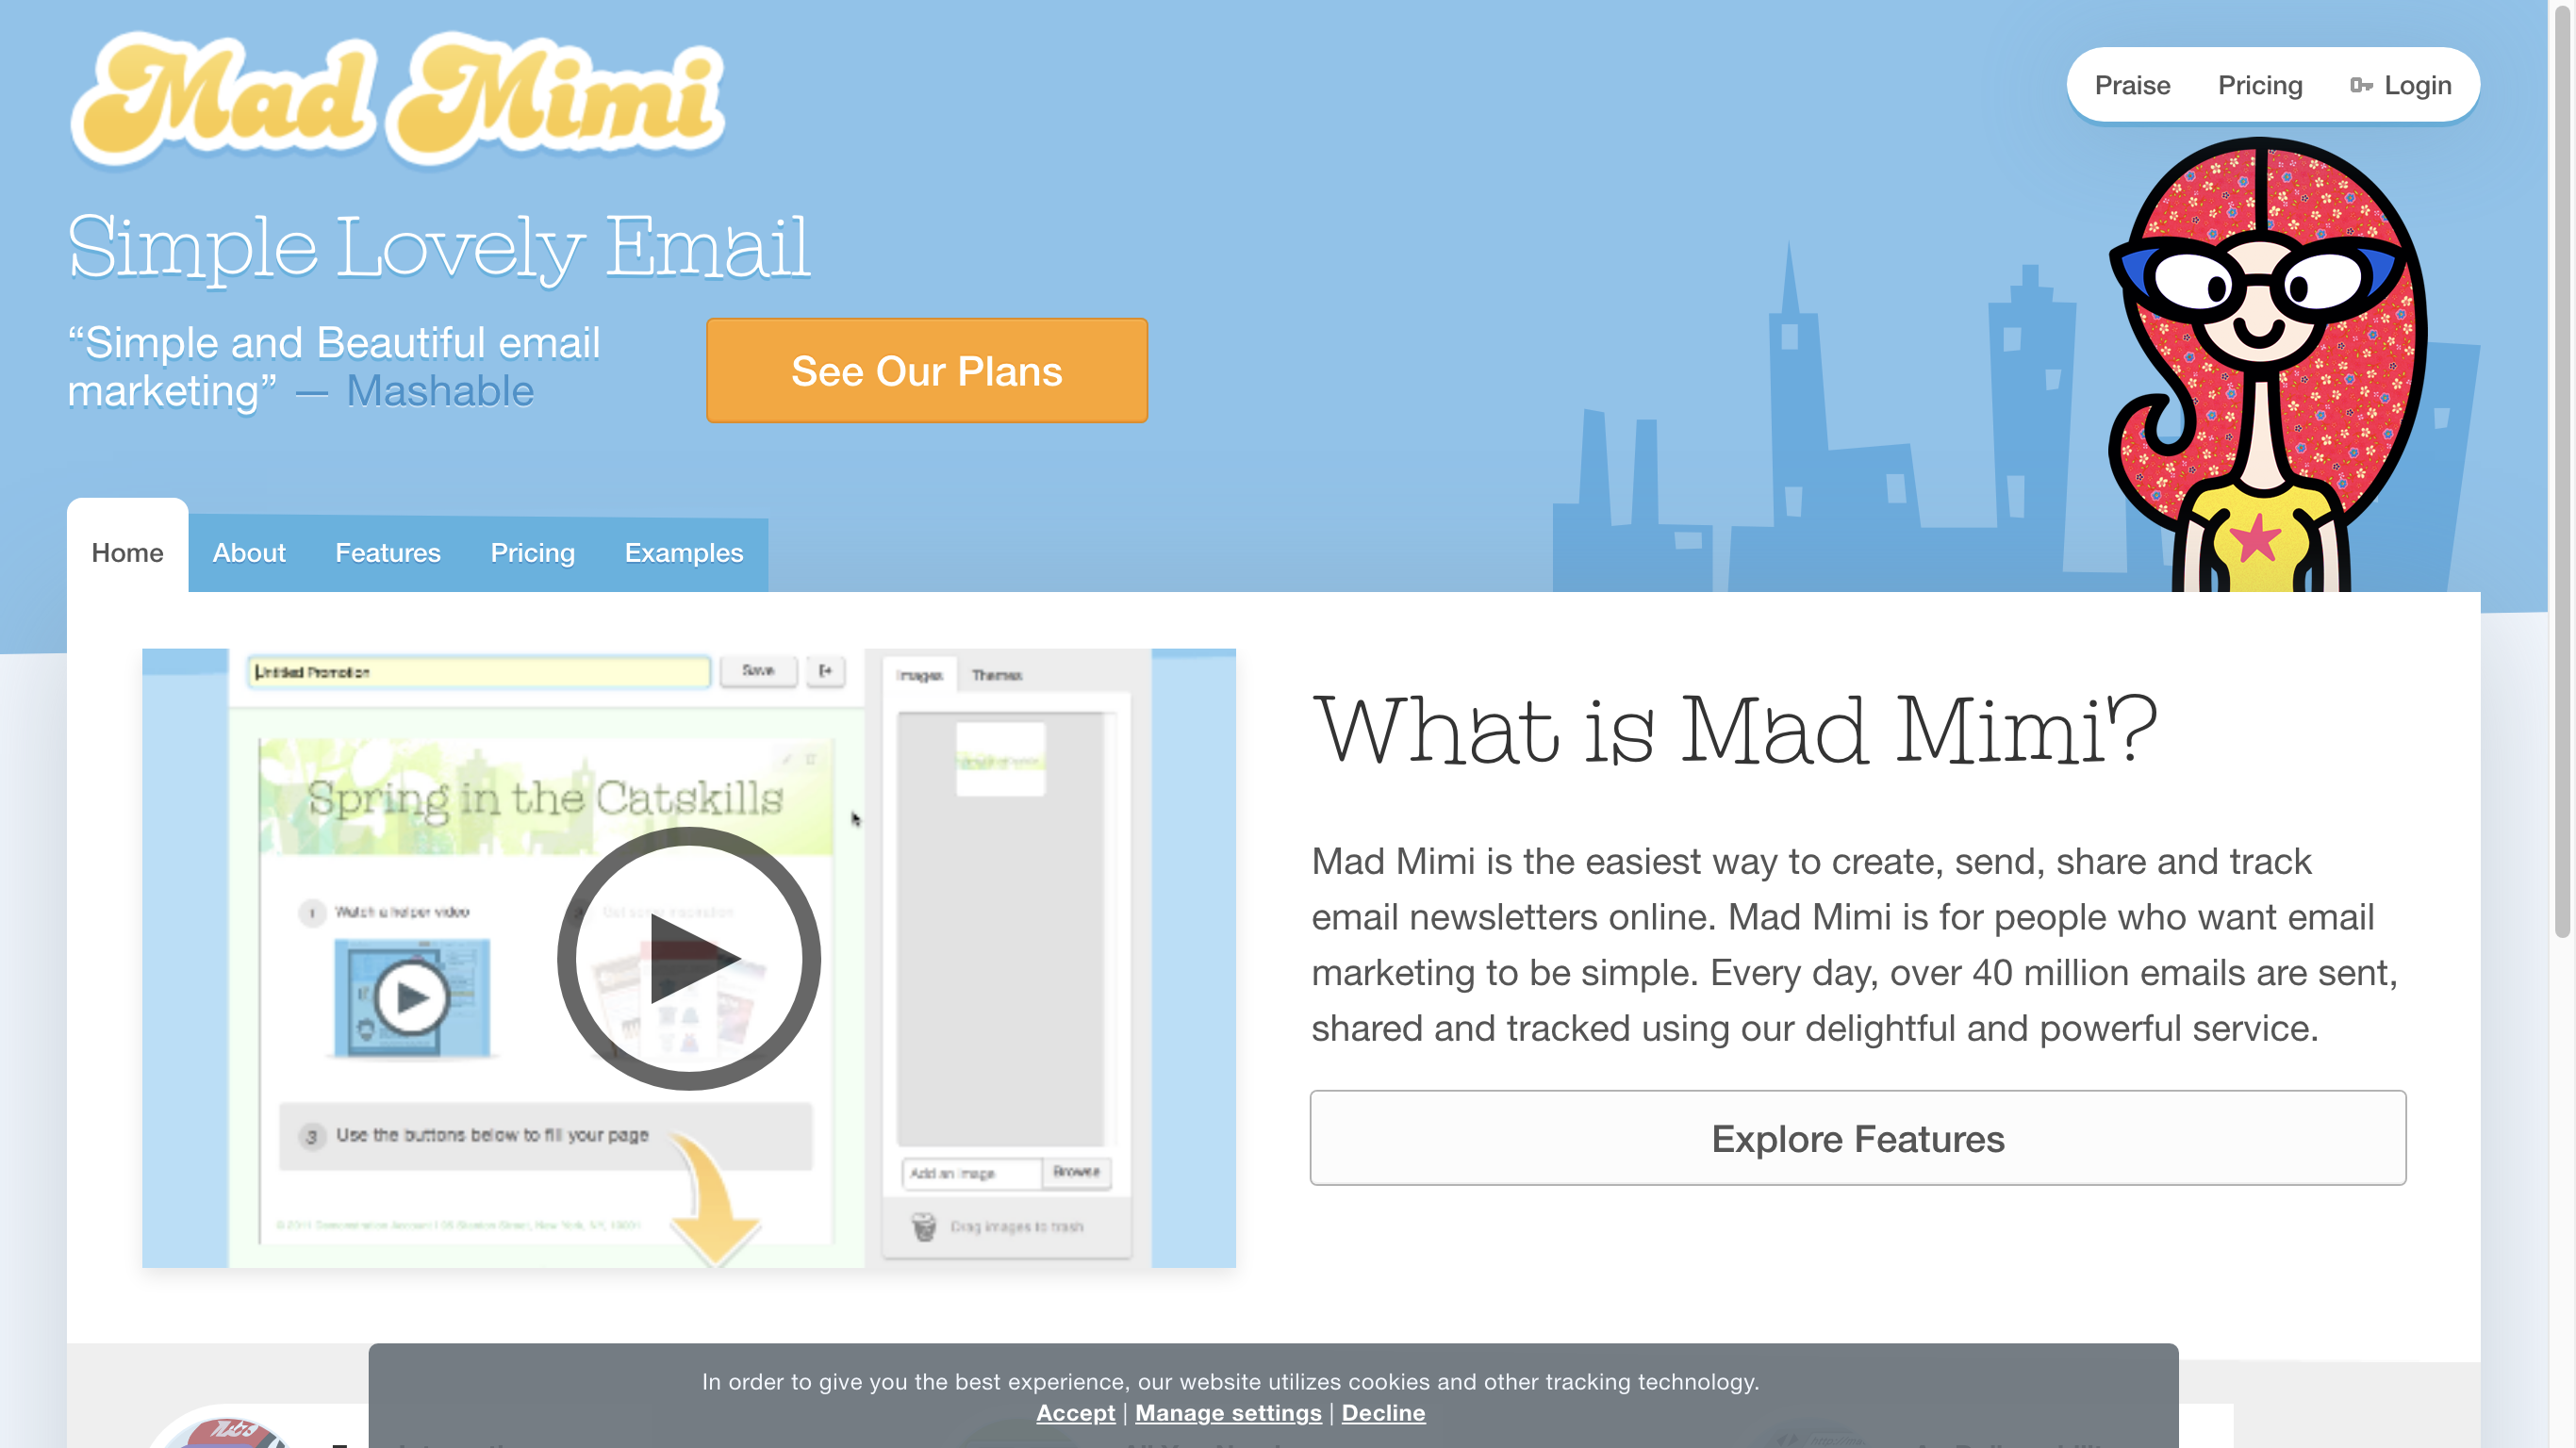 Mad Mimi
Praise
Pricing
Login
Simple Lovely Email
“Simple and Beautiful email
marketing” — Mashable
See Our Plans
Home
About
Features
Pricing
Examples
Untitled Promotion
Save
Images
Themes
Spring in the Catskills
1 Watch a helper video
Get some inspiration
3 Use the buttons below to fill your page
Add an image
Browse
Drag images to trash
What is Mad Mimi?
Mad Mimi is the easiest way to create, send, share and track
email newsletters online. Mad Mimi is for people who want email
marketing to be simple. Every day, over 40 million emails are sent,
shared and tracked using our delightful and powerful service.
Explore Features
In order to give you the best experience, our website utilizes cookies and other tracking technology.
Accept | Manage settings | Decline